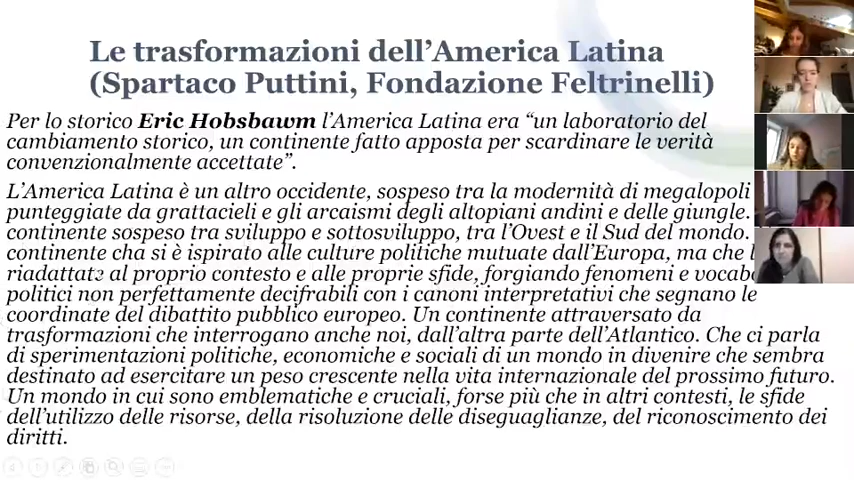 Le trasformazioni dell’America Latina
(Spartaco Puttini, Fondazione Feltrinelli)
Per lo storico Eric Hobsbawm l’America Latina era “un laboratorio del
cambiamento storico, un continente fatto apposta per scardinare le verità
convenzionalmente accettate”.
L’America Latina è un altro occidente, sospeso tra la modernità di megalopoli
punteggiate da grattacieli e gli arcaismi degli altopiani andini e delle giungle.
continente sospeso tra sviluppo e sottosviluppo, tra l’Ovest e il Sud del mondo.
continente cha si è ispirato alle culture politiche mutuate dall’Europa, ma che
riadattate al proprio contesto e alle proprie sfide, forgiando fenomeni e
politici non perfettamente decifrabili con i canoni interpretativi che segnano le
coordinate del dibattito pubblico europeo. Un continente attraversato da
trasformazioni che interrogano anche noi, dall’altra parte dell’Atlantico. Che ci parla
di sperimentazioni politiche, economiche e sociali di un mondo in divenire che sembra
destinato ad esercitare un peso crescente nella vita internazionale del prossimo futuro.
Un mondo in cui sono emblematiche e cruciali, forse più che in altri contesti, le sfide
dell’utilizzo delle risorse, della risoluzione delle diseguaglianze, del riconoscimento dei
diritti.